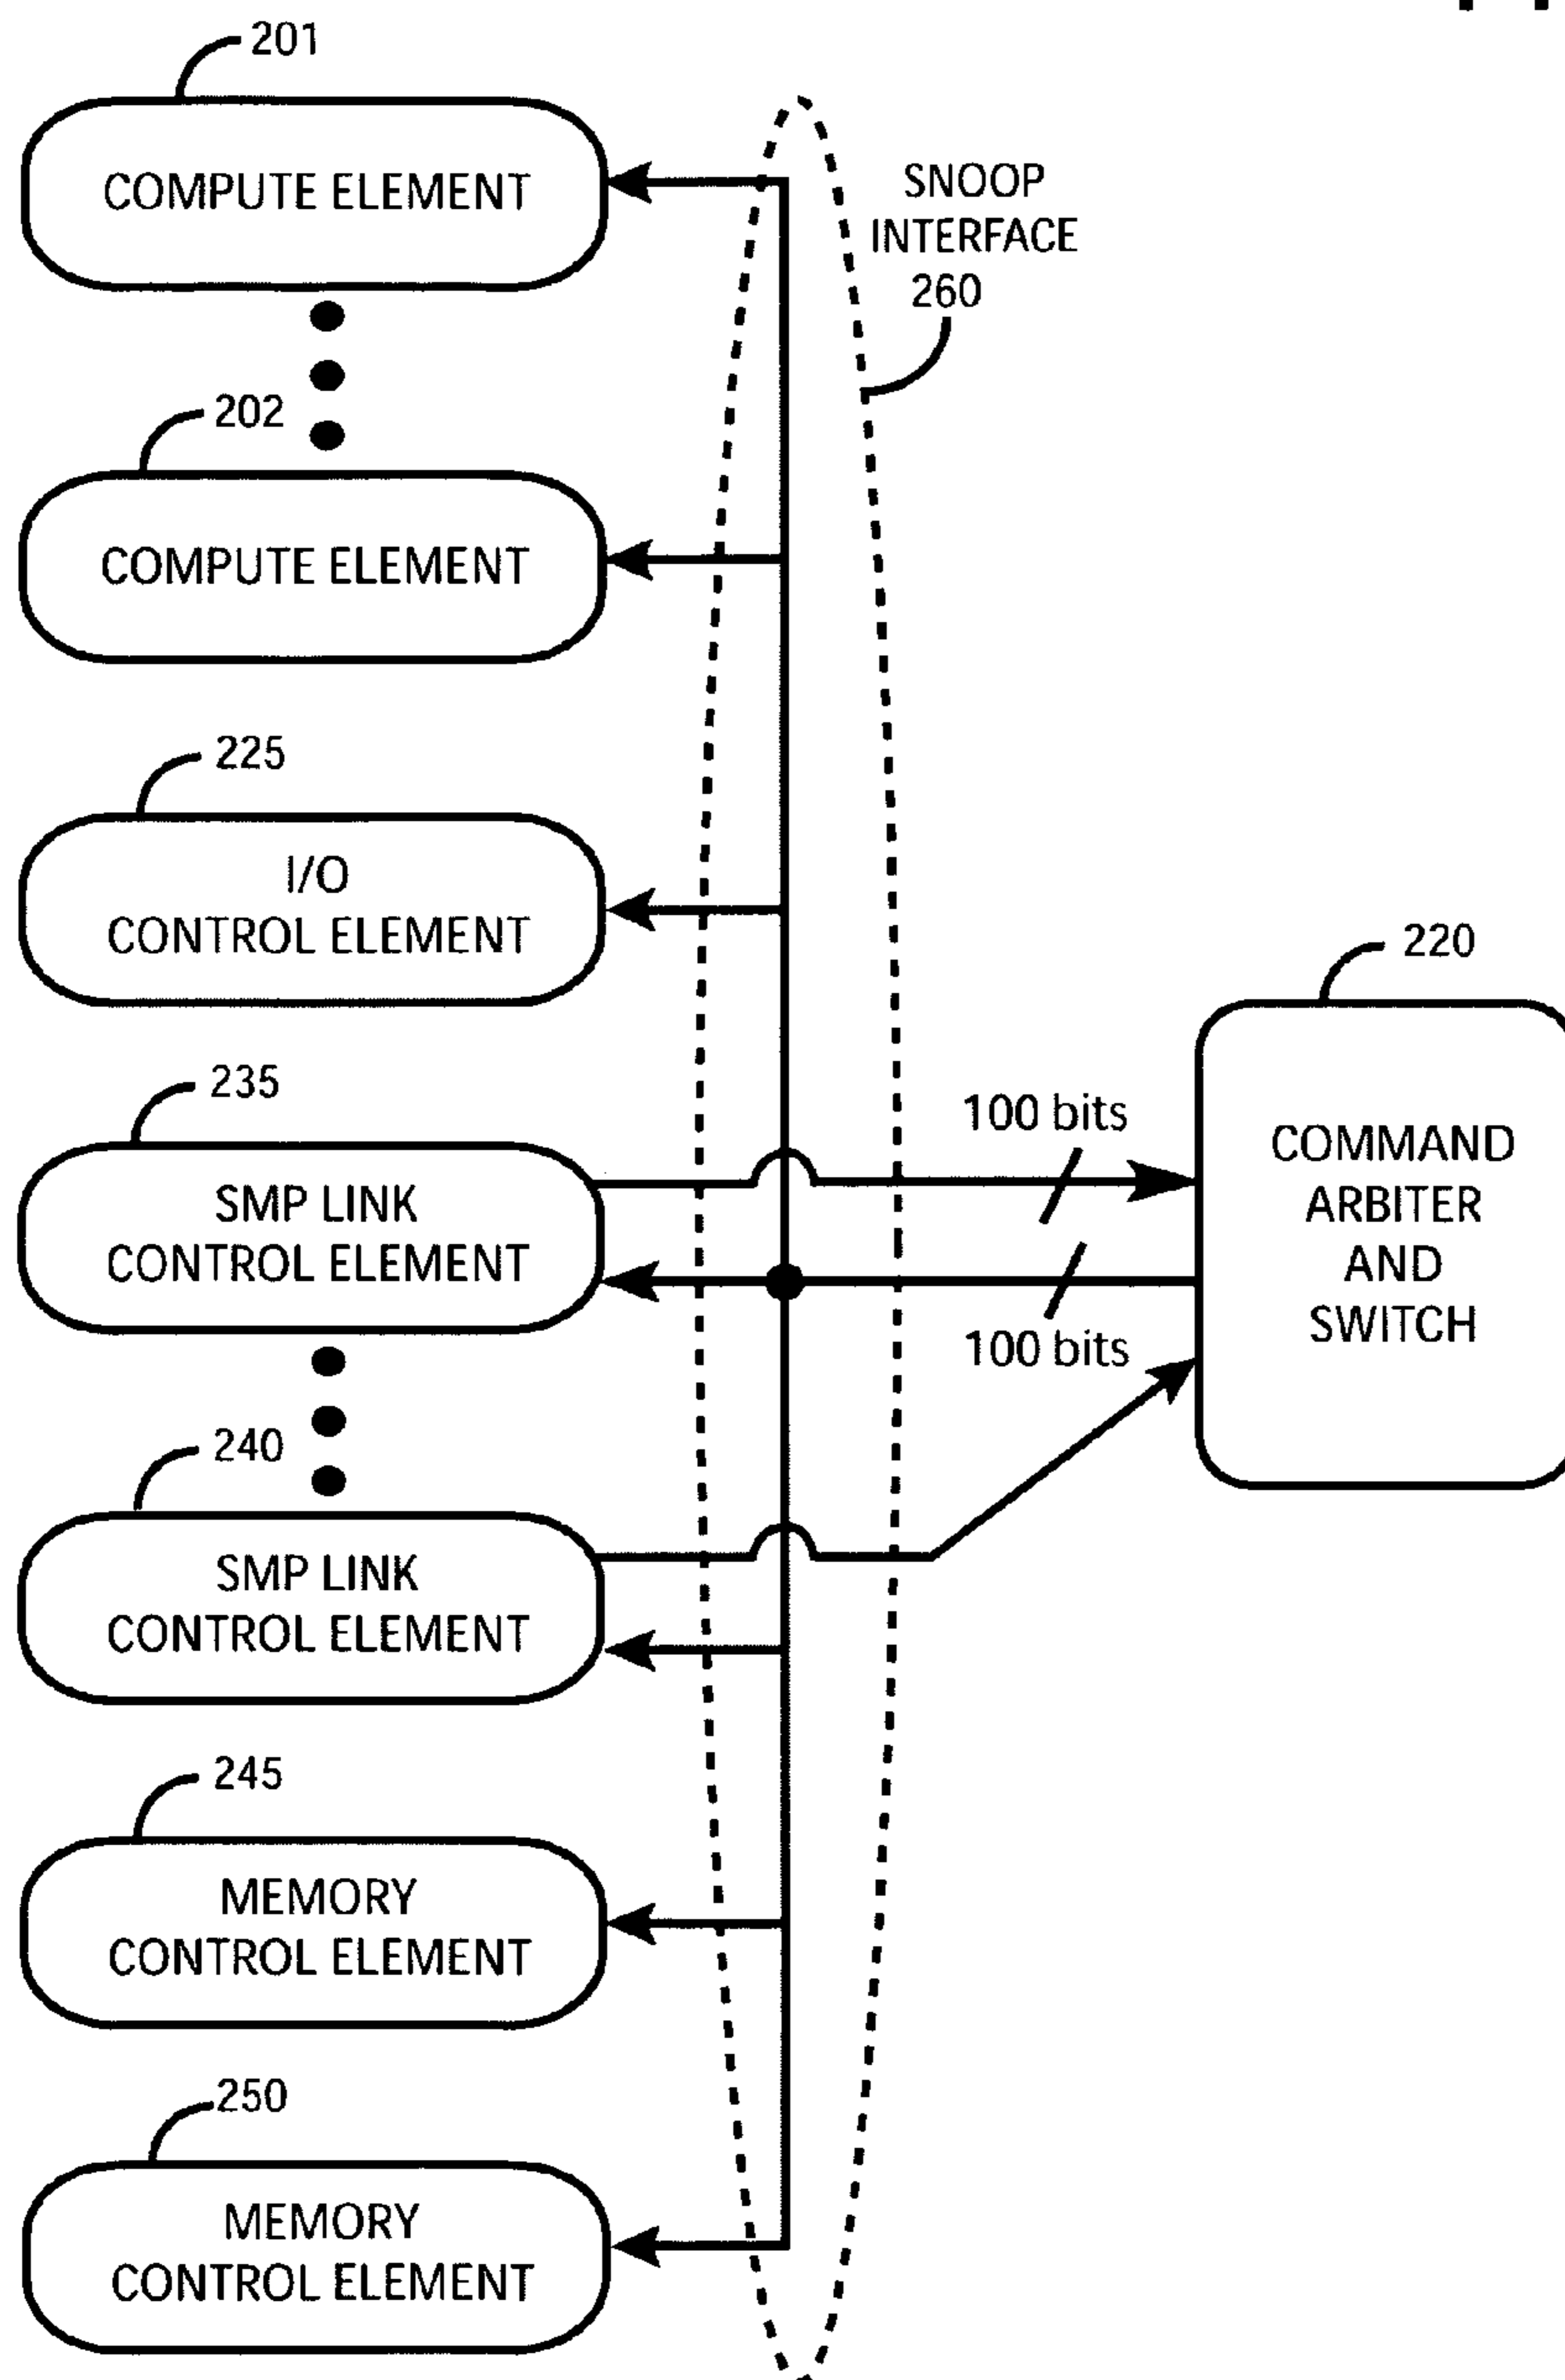 201
COMPUTE ELEMENT
SNOOP
INTERFACE
260
202
COMPUTE ELEMENT
225
I/O
CONTROL ELEMENT
220
235
SMP LINK
CONTROL ELEMENT
100 bits
100 bits
COMMAND
ARBITER
AND
SWITCH
240
SMP LINK
CONTROL ELEMENT
245
MEMORY
CONTROL ELEMENT
250
MEMORY
CONTROL ELEMENT